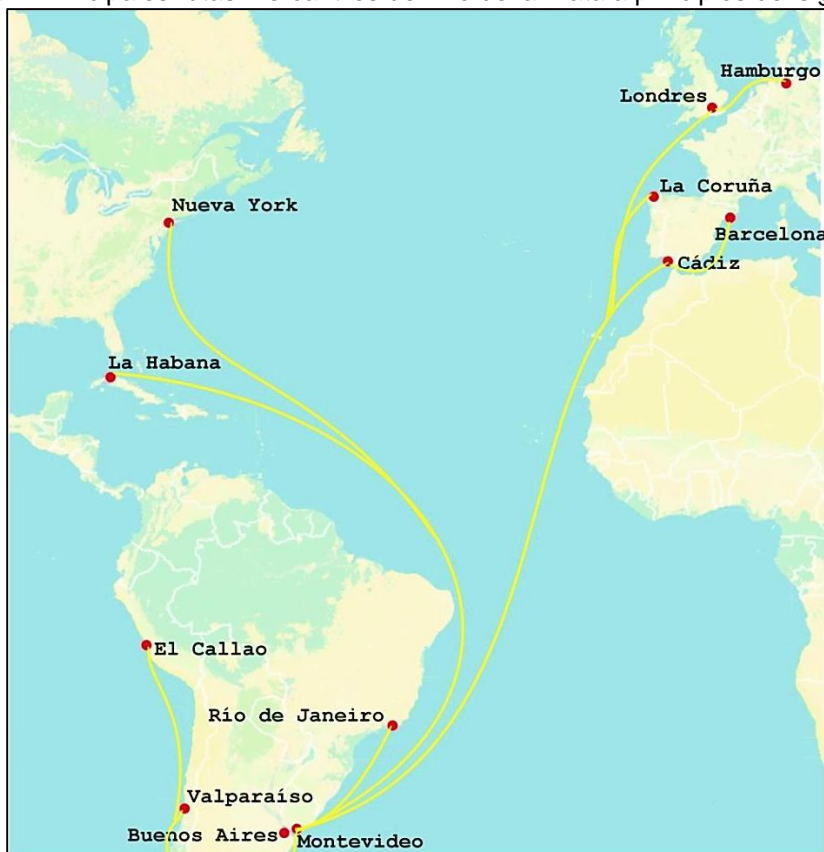 Hamburgo
Londres
La Coruña
Nueva York
Barcelona
Cádiz
La Habana
El Callao
Río de Janeiro
Valparaíso
Buenos Aires
Montevideo